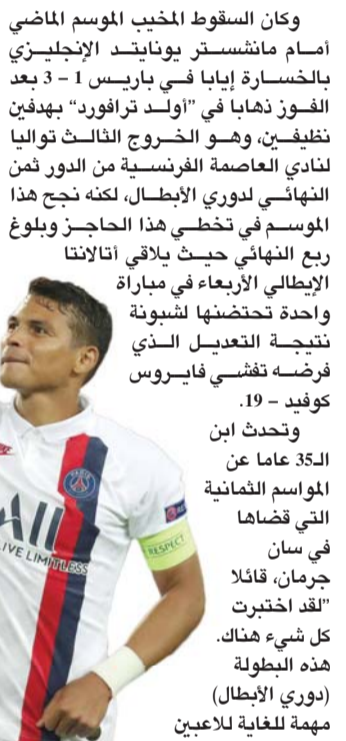 وكان السقوط المخيب الموسم الماضي
أمام مانشستر يونايتد الإنجليزي
بالخسارة إيابا في باريس 1 – 3 بعد
الفوز ذهابا في "أولد ترافورد" بهدفين
نظيفين، وهو الخروج الثالث تواليا
لنادي العاصمة الفرنسية من الدور ثمن
النهائي لدوري الأبطال، لكنه نجح هذا
الموسم في تخطي هذا الحاجز وبلوغ
ربع النهائي حيث يلاقي أتالانتا
الإيطالي الأربعاء في مباراة
واحدة تحتضنها لشبونة
نتيجة التعديل الذي
فرضه تفشي فايروس
كوفيد – 19.
وتحدث ابن
الـ35 عاما عن
المواسم الثمانية
التي قضاها
في سان
جرمان، قائلا
"لقد اختبرت
كل شيء هناك.
هذه البطولة
(دوري الأبطال)
مهمة للغاية للاعبين
ALL
LIVE LIMITLESS
RESPECT